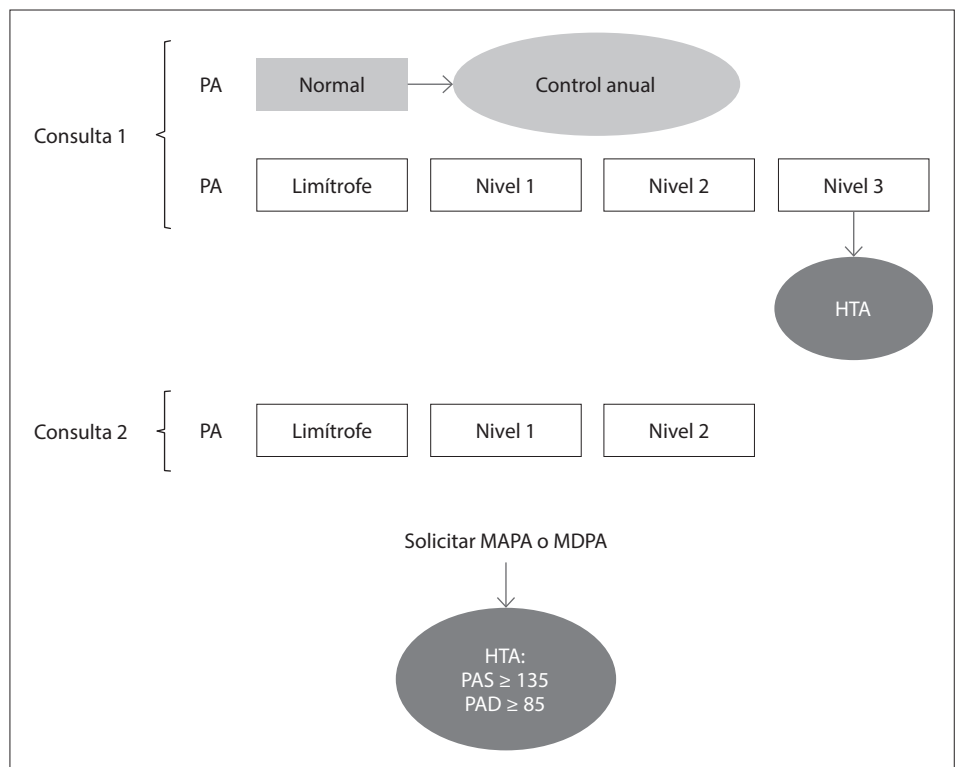 PA Normal Control anual
Consulta 1
PA Limítrofe Nivel 1 Nivel 2 Nivel 3
HTA
Consulta 2 PA Limítrofe Nivel 1 Nivel 2
Solicitar MAPA o MDPA
HTA:
PAS ≥ 135
PAD ≥ 85